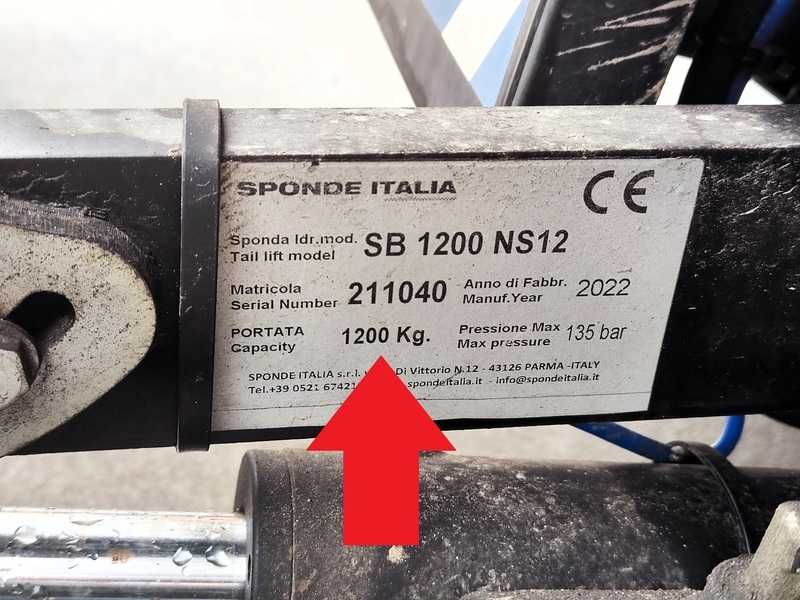 SPONDE ITALIA
CE
Sponda Idr.mod. SB 1200 NS12
Tail lift model
Matricola 211040 Anno di Fabbr. 2022
Serial Number Manuf.Year
PORTATA 1200 Kg. Pressione Max 135 bar
Capacity Max pressure
SPONDE ITALIA s.r.l. Di Vittorio N.12 - 43126 PARMA -ITALY
Tel.+39 0521 67421 spondeitalia.it - info@spondeitalia.it